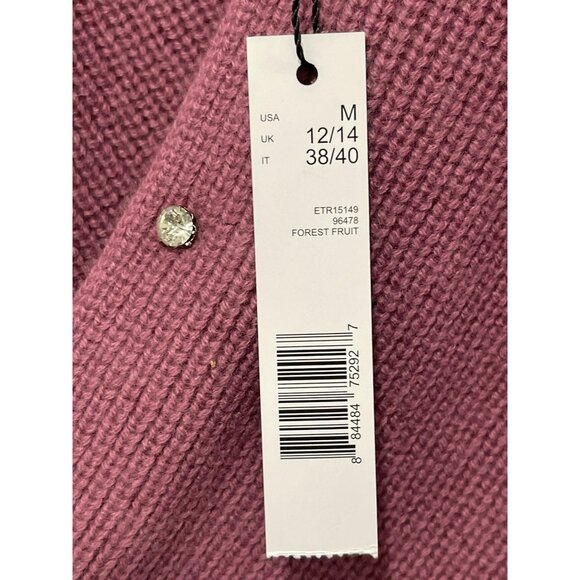 USA M
UK 12/14
IT 38/40
ETR15149
96478
FOREST FRUIT
8 84484 75292 7